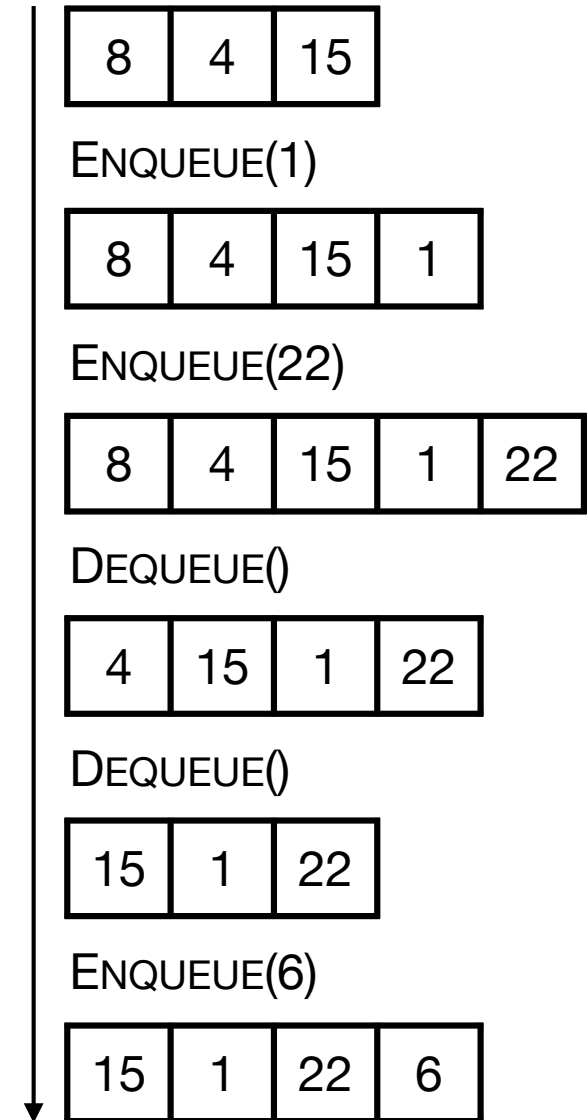 8 4 15
ENQUEUE(1)
8 4 15 1
ENQUEUE(22)
8 4 15 1 22
DEQUEUE()
4 15 1 22
DEQUEUE()
15 1 22
ENQUEUE(6)
15 1 22 6